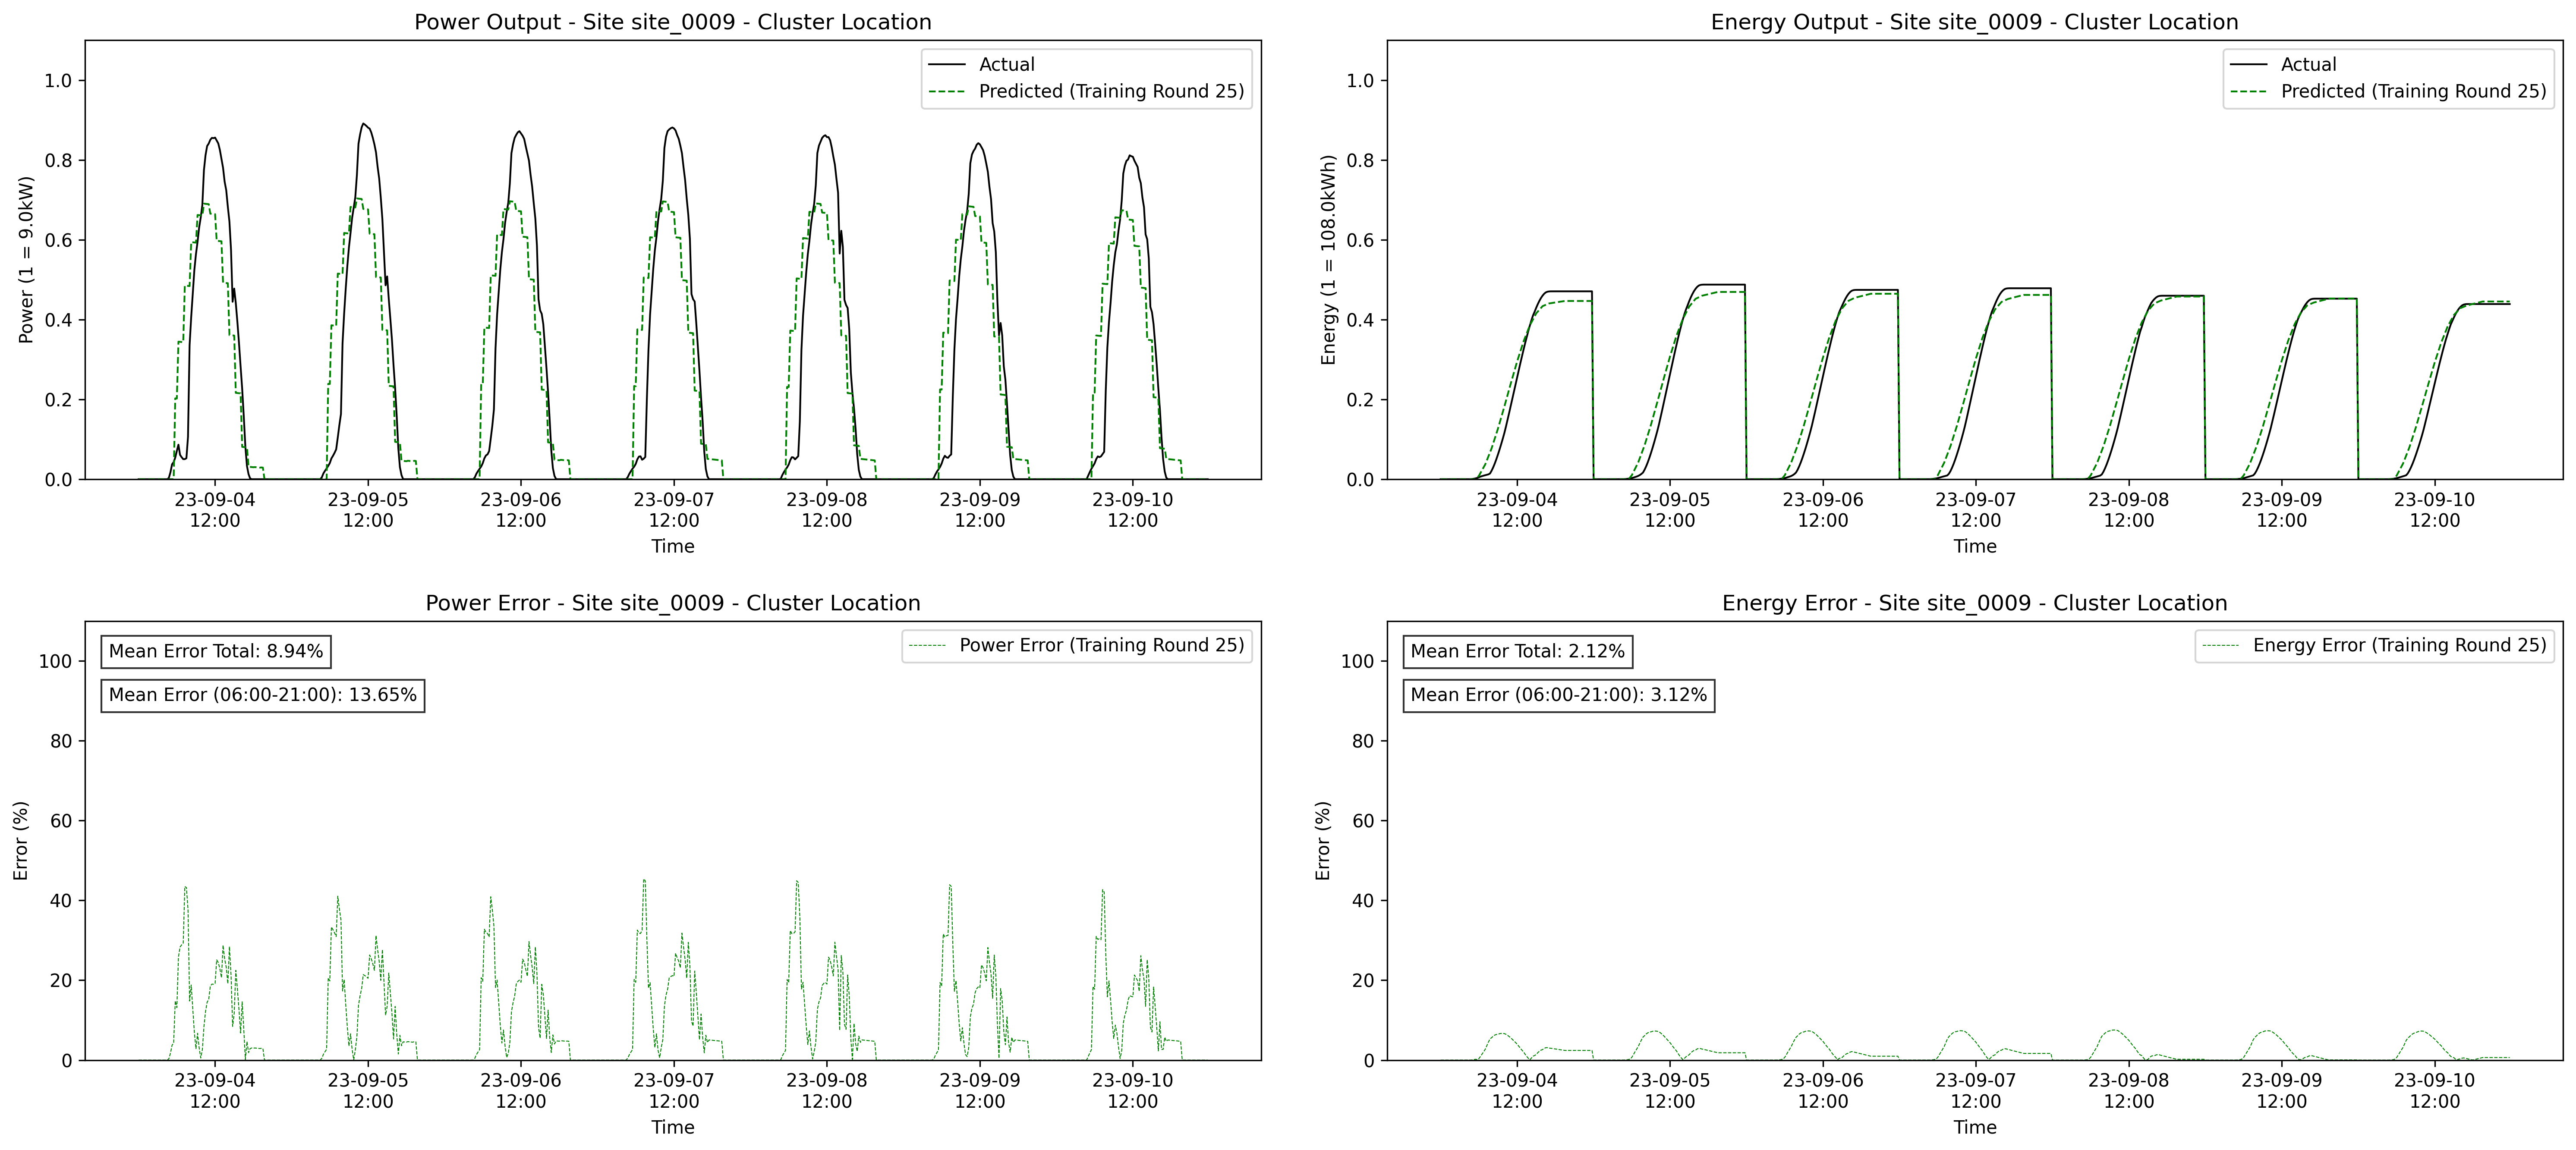 Power Output - Site site_0009 - Cluster Location
Actual
Predicted (Training Round 25)
Power (1 = 9.0kW)
1.0
0.8
0.6
0.4
0.2
0.0
23-09-04 23-09-05 23-09-06 23-09-07 23-09-08 23-09-09 23-09-10
12:00 12:00 12:00 12:00 12:00 12:00 12:00
Time
Energy Output - Site site_0009 - Cluster Location
Actual
Predicted (Training Round 25)
Energy (1 = 108.0kWh)
1.0
0.8
0.6
0.4
0.2
0.0
23-09-04 23-09-05 23-09-06 23-09-07 23-09-08 23-09-09 23-09-10
12:00 12:00 12:00 12:00 12:00 12:00 12:00
Time
Power Error - Site site_0009 - Cluster Location
Mean Error Total: 8.94%
Mean Error (06:00-21:00): 13.65%
Power Error (Training Round 25)
Error (%)
100
80
60
40
20
0
23-09-04 23-09-05 23-09-06 23-09-07 23-09-08 23-09-09 23-09-10
12:00 12:00 12:00 12:00 12:00 12:00 12:00
Time
Energy Error - Site site_0009 - Cluster Location
Mean Error Total: 2.12%
Mean Error (06:00-21:00): 3.12%
Energy Error (Training Round 25)
Error (%)
100
80
60
40
20
0
23-09-04 23-09-05 23-09-06 23-09-07 23-09-08 23-09-09 23-09-10
12:00 12:00 12:00 12:00 12:00 12:00 12:00
Time